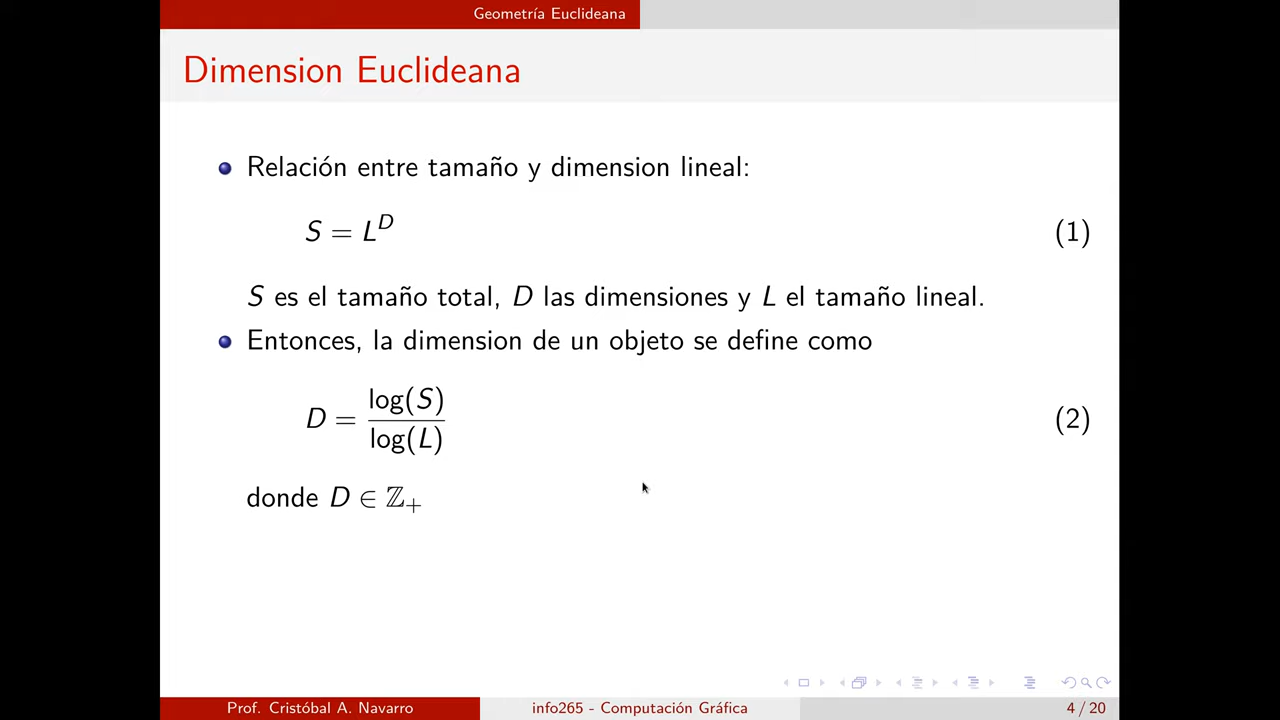 Geometría Euclideana
Dimension Euclideana
Relación entre tamaño y dimension lineal:
S = L^D (1)
S es el tamaño total, D las dimensiones y L el tamaño lineal.
Entonces, la dimension de un objeto se define como
D = log(S) / log(L) (2)
donde D ∈ ℤ₊
Prof. Cristóbal A. Navarro info265 - Computación Gráfica 4 / 20